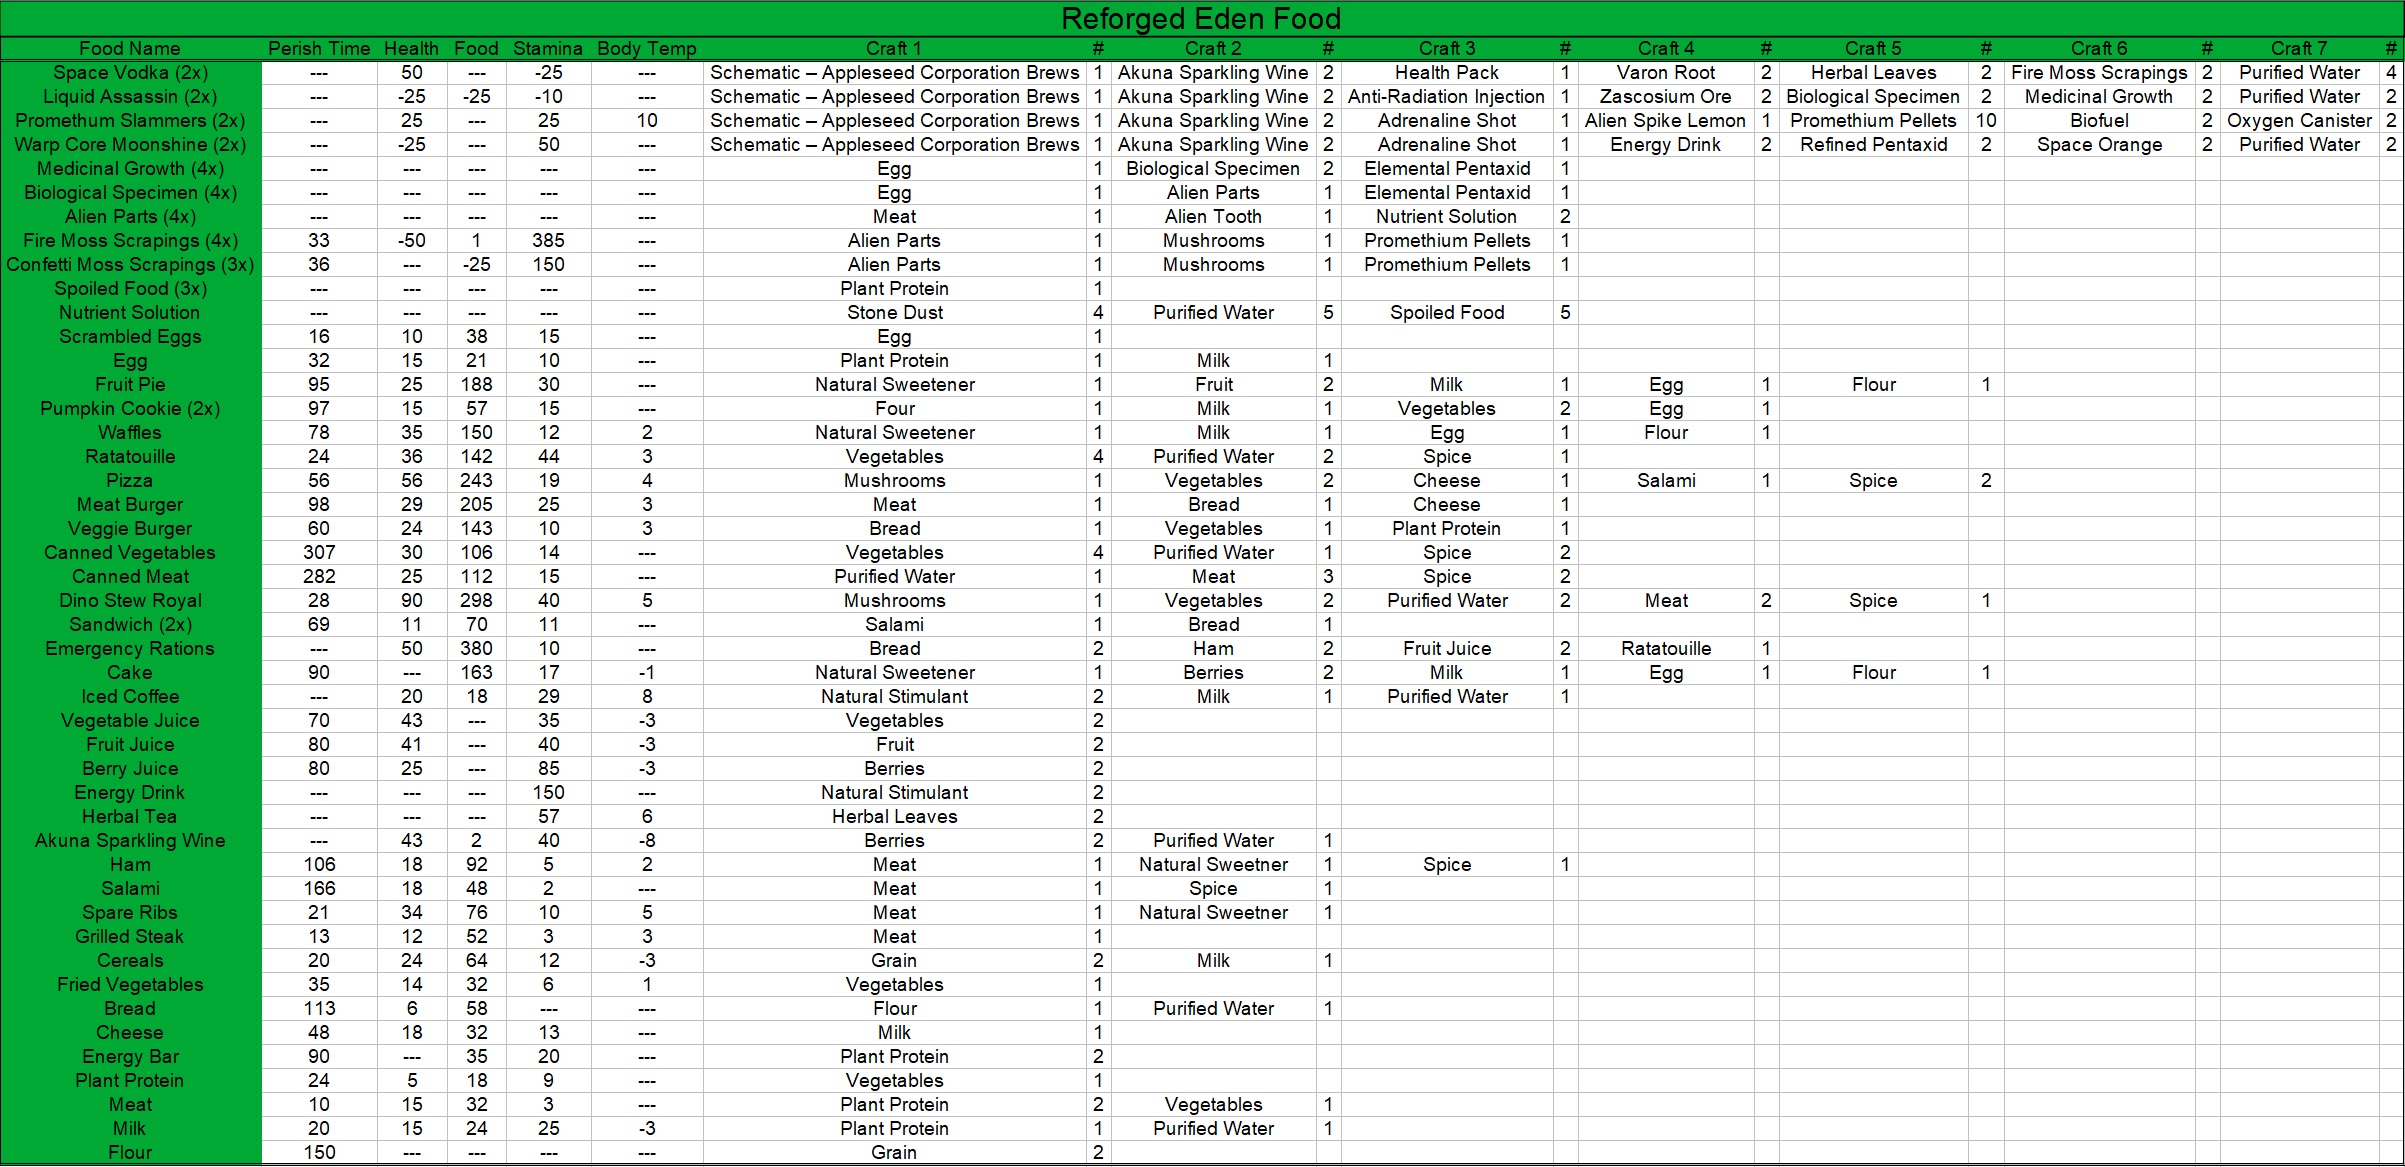 Reforged Eden Food
Food Name Perish Time Health Food Stamina Body Temp Craft 1 # Craft 2 # Craft 3 # Craft 4 # Craft 5 # Craft 6 # Craft 7 #
Space Vodka (2x) --- 50 --- -25 --- Schematic – Appleseed Corporation Brews 1 Akuna Sparkling Wine 2 Health Pack 1 Varon Root 2 Herbal Leaves 2 Fire Moss Scrapings 2 Purified Water 4
Liquid Assassin (2x) --- -25 -25 -10 --- Schematic – Appleseed Corporation Brews 1 Akuna Sparkling Wine 2 Anti-Radiation Injection 1 Zascosium Ore 2 Biological Specimen 2 Medicinal Growth 2 Purified Water 2
Promethum Slammers (2x) --- 25 --- 25 10 Schematic – Appleseed Corporation Brews 1 Akuna Sparkling Wine 2 Adrenaline Shot 1 Alien Spike Lemon 1 Promethium Pellets 10 Biofuel 2 Oxygen Canister 2
Warp Core Moonshine (2x) --- -25 --- 50 --- Schematic – Appleseed Corporation Brews 1 Akuna Sparkling Wine 2 Adrenaline Shot 1 Energy Drink 2 Refined Pentaxid 2 Space Orange 2 Purified Water 2
Medicinal Growth (4x) --- --- --- --- --- Egg 1 Biological Specimen 2 Elemental Pentaxid 1
Biological Specimen (4x) --- --- --- --- --- Egg 1 Alien Parts 1 Elemental Pentaxid 1
Alien Parts (4x) --- --- --- --- --- Meat 1 Alien Tooth 1 Nutrient Solution 2
Fire Moss Scrapings (4x) 33 -50 1 385 --- Alien Parts 1 Mushrooms 1 Promethium Pellets 1
Confetti Moss Scrapings (3x) 36 --- -25 150 --- Alien Parts 1 Mushrooms 1 Promethium Pellets 1
Spoiled Food (3x) --- --- --- --- --- Plant Protein 1
Nutrient Solution --- --- --- --- --- Stone Dust 4 Purified Water 5 Spoiled Food 5
Scrambled Eggs 16 10 38 15 --- Egg 1
Egg 32 15 21 10 --- Plant Protein 1 Milk 1
Fruit Pie 95 25 188 30 --- Natural Sweetener 1 Fruit 2 Milk 1 Egg 1 Flour 1
Pumpkin Cookie (2x) 97 15 57 15 --- Four 1 Milk 1 Vegetables 2 Egg 1
Waffles 78 35 150 12 2 Natural Sweetener 1 Milk 1 Egg 1 Flour 1
Ratatouille 24 36 142 44 3 Vegetables 4 Purified Water 2 Spice 1
Pizza 56 56 243 19 4 Mushrooms 1 Vegetables 2 Cheese 1 Salami 1 Spice 2
Meat Burger 98 29 205 25 3 Meat 1 Bread 1 Cheese 1
Veggie Burger 60 24 143 10 3 Bread 1 Vegetables 1 Plant Protein 1
Canned Vegetables 307 30 106 14 --- Vegetables 4 Purified Water 1 Spice 2
Canned Meat 282 25 112 15 --- Purified Water 1 Meat 3 Spice 2
Dino Stew Royal 28 90 298 40 5 Mushrooms 1 Vegetables 2 Purified Water 2 Meat 2 Spice 1
Sandwich (2x) 69 11 70 11 --- Salami 1 Bread 1
Emergency Rations --- 50 380 10 --- Bread 2 Ham 2 Fruit Juice 2 Ratatouille 1
Cake 90 --- 163 17 -1 Natural Sweetener 1 Berries 2 Milk 1 Egg 1 Flour 1
Iced Coffee --- 20 18 29 8 Natural Stimulant 2 Milk 1 Purified Water 1
Vegetable Juice 70 43 --- 35 -3 Vegetables 2
Fruit Juice 80 41 --- 40 -3 Fruit 2
Berry Juice 80 25 --- 85 -3 Berries 2
Energy Drink --- --- --- 150 --- Natural Stimulant 2
Herbal Tea --- --- --- 57 6 Herbal Leaves 2
Akuna Sparkling Wine --- 43 2 40 -8 Berries 2 Purified Water 1
Ham 106 18 92 5 2 Meat 1 Natural Sweetner 1 Spice 1
Salami 166 18 48 2 --- Meat 1 Spice 1
Spare Ribs 21 34 76 10 5 Meat 1 Natural Sweetner 1
Grilled Steak 13 12 52 3 3 Meat 1
Cereals 20 24 64 12 -3 Grain 2 Milk 1
Fried Vegetables 35 14 32 6 1 Vegetables 1
Bread 113 6 58 --- --- Flour 1 Purified Water 1
Cheese 48 18 32 13 --- Milk 1
Energy Bar 90 --- 35 20 --- Plant Protein 2
Plant Protein 24 5 18 9 --- Vegetables 1
Meat 10 15 32 3 --- Plant Protein 2 Vegetables 1
Milk 20 15 24 25 -3 Plant Protein 1 Purified Water 1
Flour 150 --- --- --- --- Grain 2